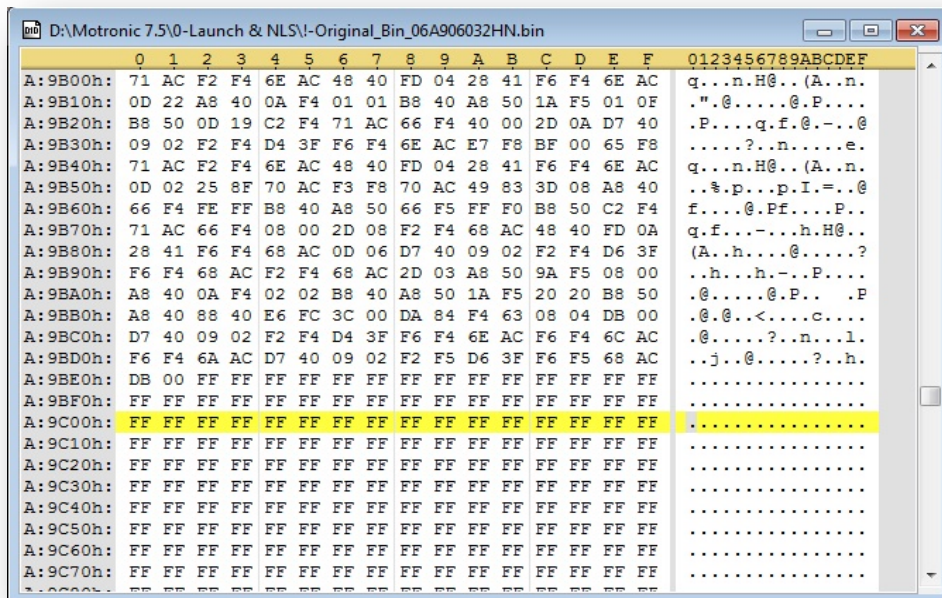 D:\Motronic 7.5\0-Launch & NLS\!-Original_Bin_06A906032HN.bin
0 1 2 3 4 5 6 7 8 9 A B C D E F 0123456789ABCDEF
A:9B00h: 71 AC F2 F4 6E AC 48 40 FD 04 28 41 F6 F4 6E AC q...n.H@..(A..n.
A:9B10h: 0D 22 A8 40 0A F4 01 01 B8 40 A8 50 1A F5 01 0F .".@.....@.P....
A:9B20h: B8 50 0D 19 C2 F4 71 AC 66 F4 40 00 2D 0A D7 40 .P....q.f.@.-..@
A:9B30h: 09 02 F2 F4 D4 3F F6 F4 6E AC E7 F8 BF 00 65 F8 .....?..n.....e.
A:9B40h: 71 AC F2 F4 6E AC 48 40 FD 04 28 41 F6 F4 6E AC q...n.H@..(A..n.
A:9B50h: 0D 02 25 8F 70 AC F3 F8 70 AC 49 83 3D 08 A8 40 ..%.p...p.I.=..@
A:9B60h: 66 F4 FE FF B8 40 A8 50 66 F5 FF F0 B8 50 C2 F4 f....@.Pf....P..
A:9B70h: 71 AC 66 F4 08 00 2D 08 F2 F4 68 AC 48 40 FD 0A q.f...-...h.H@..
A:9B80h: 28 41 F6 F4 68 AC 0D 06 D7 40 09 02 F2 F4 D6 3F (A..h....@.....?
A:9B90h: F6 F4 68 AC F2 F4 68 AC 2D 03 A8 50 9A F5 08 00 ..h...h.-..P....
A:9BA0h: A8 40 0A F4 02 02 B8 40 A8 50 1A F5 20 20 B8 50 .@.....@.P..  .P
A:9BB0h: A8 40 88 40 E6 FC 3C 00 DA 84 F4 63 08 04 DB 00 .@.@..<....c....
A:9BC0h: D7 40 09 02 F2 F4 D4 3F F6 F4 6E AC F6 F4 6C AC .@.....?..n...l.
A:9BD0h: F6 F4 6A AC D7 40 09 02 F2 F5 D6 3F F6 F5 68 AC ..j..@.....?..h.
A:9BE0h: DB 00 FF FF FF FF FF FF FF FF FF FF FF FF FF FF ................
A:9BF0h: FF FF FF FF FF FF FF FF FF FF FF FF FF FF FF FF ................
A:9C00h: FF FF FF FF FF FF FF FF FF FF FF FF FF FF FF FF ................
A:9C10h: FF FF FF FF FF FF FF FF FF FF FF FF FF FF FF FF ................
A:9C20h: FF FF FF FF FF FF FF FF FF FF FF FF FF FF FF FF ................
A:9C30h: FF FF FF FF FF FF FF FF FF FF FF FF FF FF FF FF ................
A:9C40h: FF FF FF FF FF FF FF FF FF FF FF FF FF FF FF FF ................
A:9C50h: FF FF FF FF FF FF FF FF FF FF FF FF FF FF FF FF ................
A:9C60h: FF FF FF FF FF FF FF FF FF FF FF FF FF FF FF FF ................
A:9C70h: FF FF FF FF FF FF FF FF FF FF FF FF FF FF FF FF ................